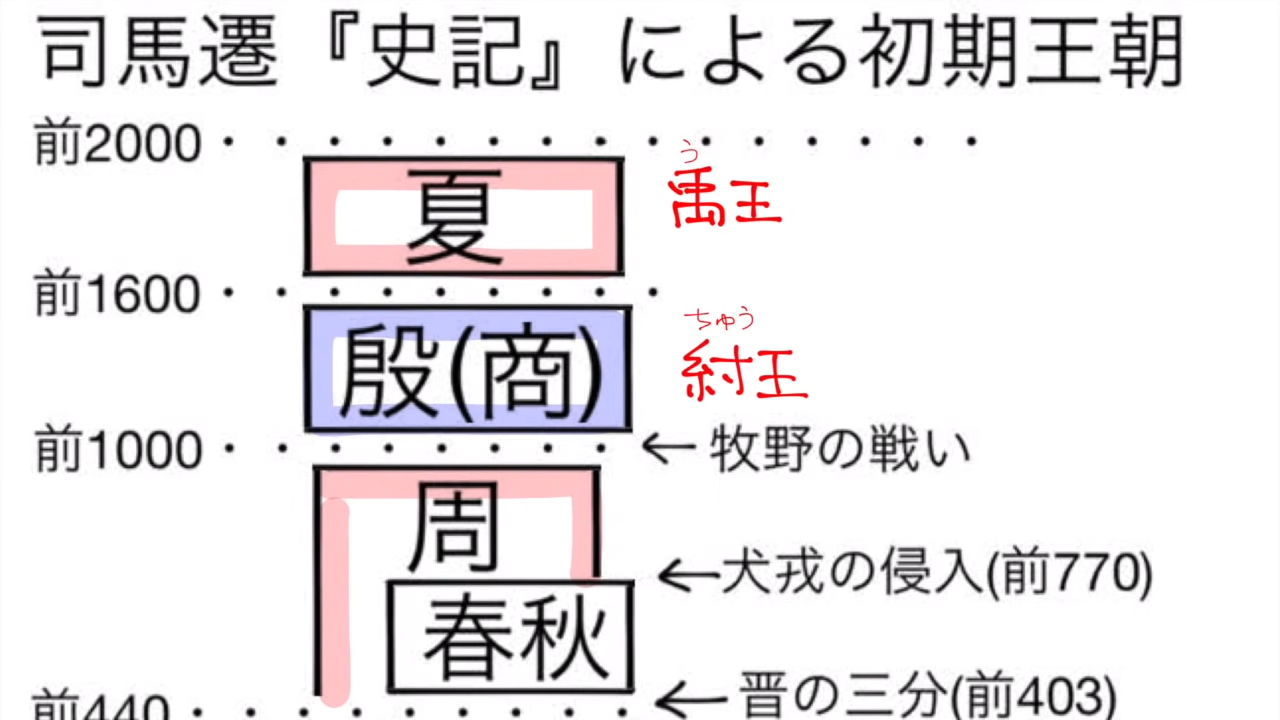 司馬遷『史記』による初期王朝
前2000・・・・・・・・・・・・・・・
う
夏
禹王
前1600・・・・・・・・・
ちゅう
殷(商)
紂王
前1000・・・・・・・・
←牧野の戦い
周
←犬戎の侵入(前770)
春秋
←晋の三分(前403)
前440・・・・・・・・・